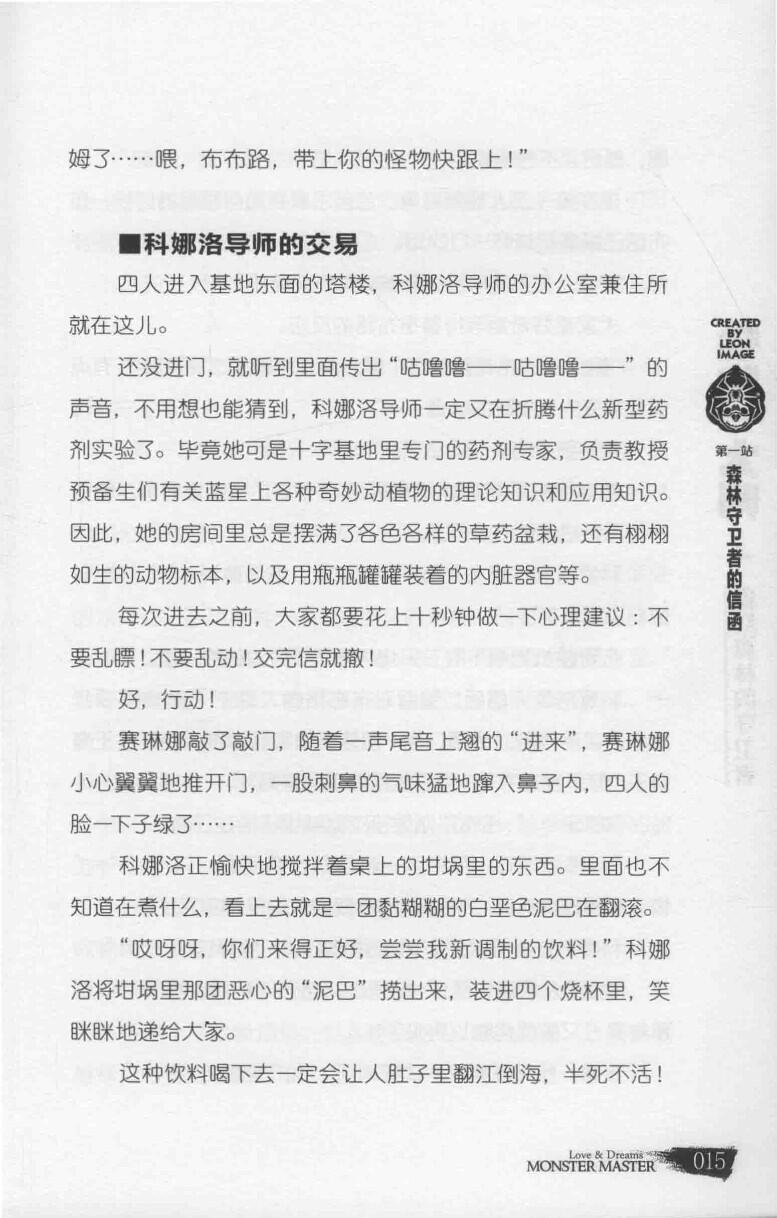 姆了……喂，布布路，带上你的怪物快跟上！”
■科娜洛导师的交易
四人进入基地东面的塔楼，科娜洛导师的办公室兼住所
就在这儿。
还没进门，就听到里面传出“咕噜噜——咕噜噜——”的
声音，不用想也能猜到，科娜洛导师一定又在折腾什么新型药
剂实验了。毕竟她可是十字基地里专门的药剂专家，负责教授
预备生们有关蓝星上各种奇妙动植物的理论知识和应用知识。
因此，她的房间里总是摆满了各色各样的草药盆栽，还有栩栩
如生的动物标本，以及用瓶瓶罐罐装着的内脏器官等。
每次进去之前，大家都要花上十秒钟做一下心理建议：不
要乱瞟！不要乱动！交完信就撤！
好，行动！
赛琳娜敲了敲门，随着一声尾音上翘的“进来”，赛琳娜
小心翼翼地推开门，一股刺鼻的气味猛地蹿入鼻子内，四人的
脸一下子绿了……
科娜洛正愉快地搅拌着桌上的坩埚里的东西。里面也不
知道在煮什么，看上去就是一团黏糊糊的白垩色泥巴在翻滚。
“哎呀呀，你们来得正好，尝尝我新调制的饮料！”科娜
洛将坩埚里那团恶心的“泥巴”捞出来，装进四个烧杯里，笑
眯眯地递给大家。
这种饮料喝下去一定会让人肚子里翻江倒海，半死不活！
CREATED
BY
LEON
IMAGE
第一站
森林守卫者的信函
Love & Dreams
MONSTER MASTER 015